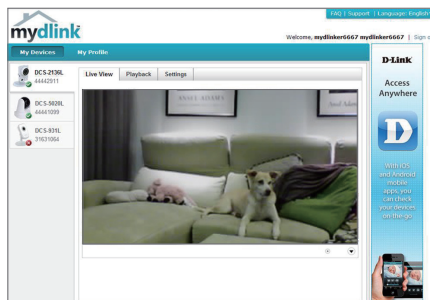 FAQ | Support | Language: English
mydlink
Welcome, mydlinker6667 mydlinker6667 | Sign
My Devices
My Profile
DCS-2136L
44442911
DCS-5020L
44441099
DCS-931L
31631064
Live View
Playback
Settings
ANSEL ADAMS
D-Link
Access
Anywhere
With iOS
and Android
mobile
apps, you
can check
your devices
on-the-go